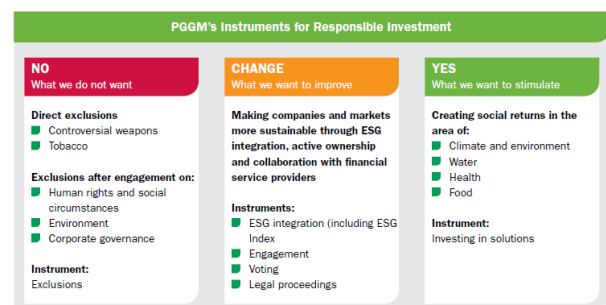 PGGM's Instruments for Responsible Investment
NO
What we do not want
Direct exclusions
Controversial weapons
Tobacco
Exclusions after engagement on:
Human rights and social
circumstances
Environment
Corporate governance
Instrument:
Exclusions
CHANGE
What we want to improve
Making companies and markets
more sustainable through ESG
integration, active ownership
and collaboration with financial
service providers
Instruments:
ESG integration (including ESG
Index
Engagement
Voting
Legal proceedings
YES
What we want to stimulate
Creating social returns in the
area of:
Climate and environment
Water
Health
Food
Instrument:
Investing in solutions